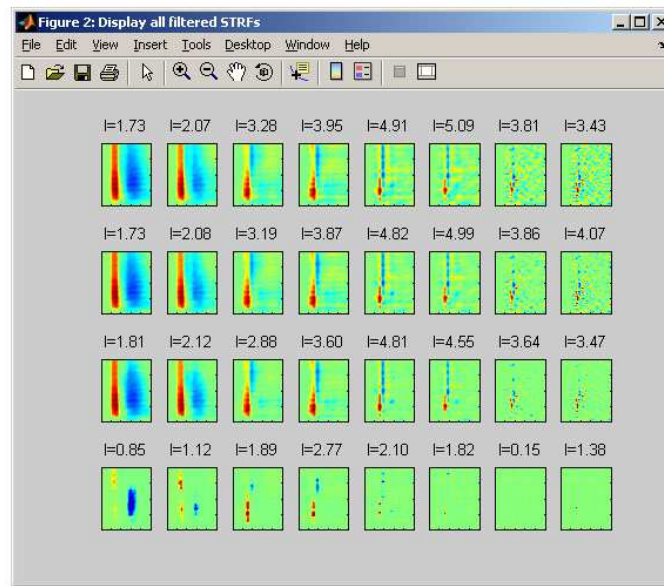 Figure 2: Display all filtered STRFs
File Edit View Insert Tools Desktop Window Help
I=1.73 I=2.07 I=3.28 I=3.95 I=4.91 I=5.09 I=3.81 I=3.43
I=1.73 I=2.08 I=3.19 I=3.87 I=4.82 I=4.99 I=3.86 I=4.07
I=1.81 I=2.12 I=2.88 I=3.60 I=4.81 I=4.55 I=3.64 I=3.47
I=0.85 I=1.12 I=1.89 I=2.77 I=2.10 I=1.82 I=0.15 I=1.38